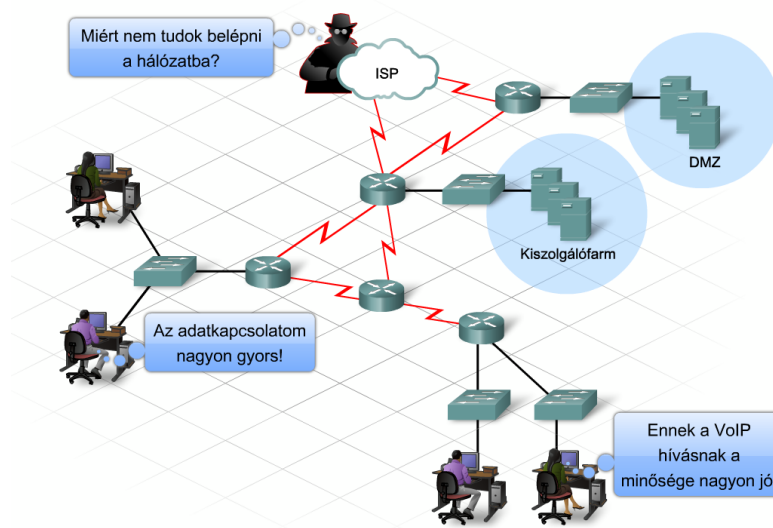 Miért nem tudok belépni
a hálózatba?
ISP
DMZ
Kiszolgálófarm
Az adatkapcsolatom
nagyon gyors!
Ennek a VoIP
hívásnak a
minősége nagyon jó